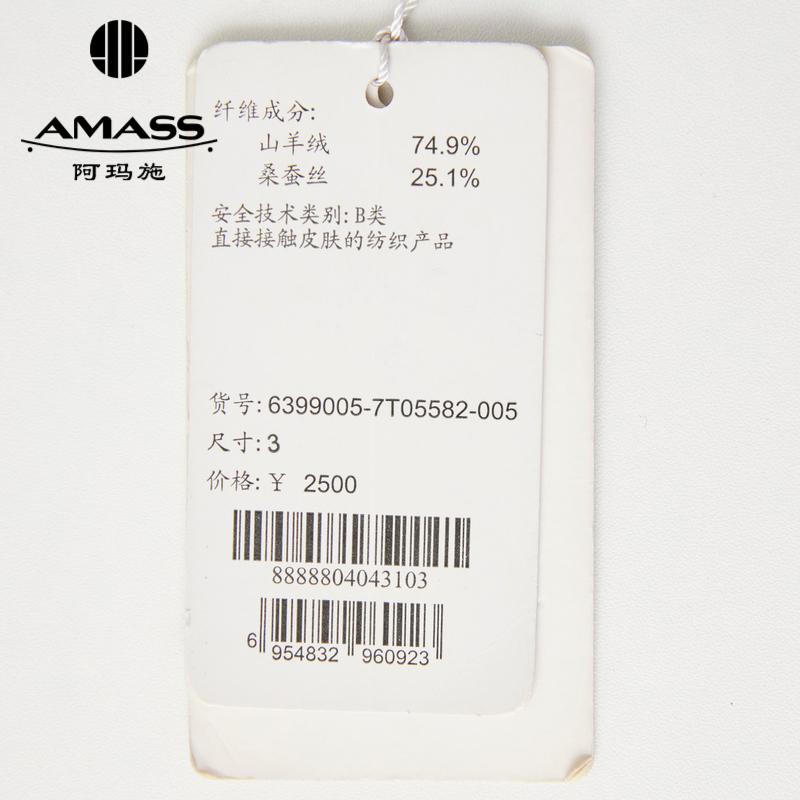 AMASS
阿玛施
纤维成分:
山羊绒 74.9%
桑蚕丝 25.1%
安全技术类别: B类
直接接触皮肤的纺织产品
货号: 6399005-7T05582-005
尺寸: 3
价格: ¥ 2500
8888804043103
6 954832 960923